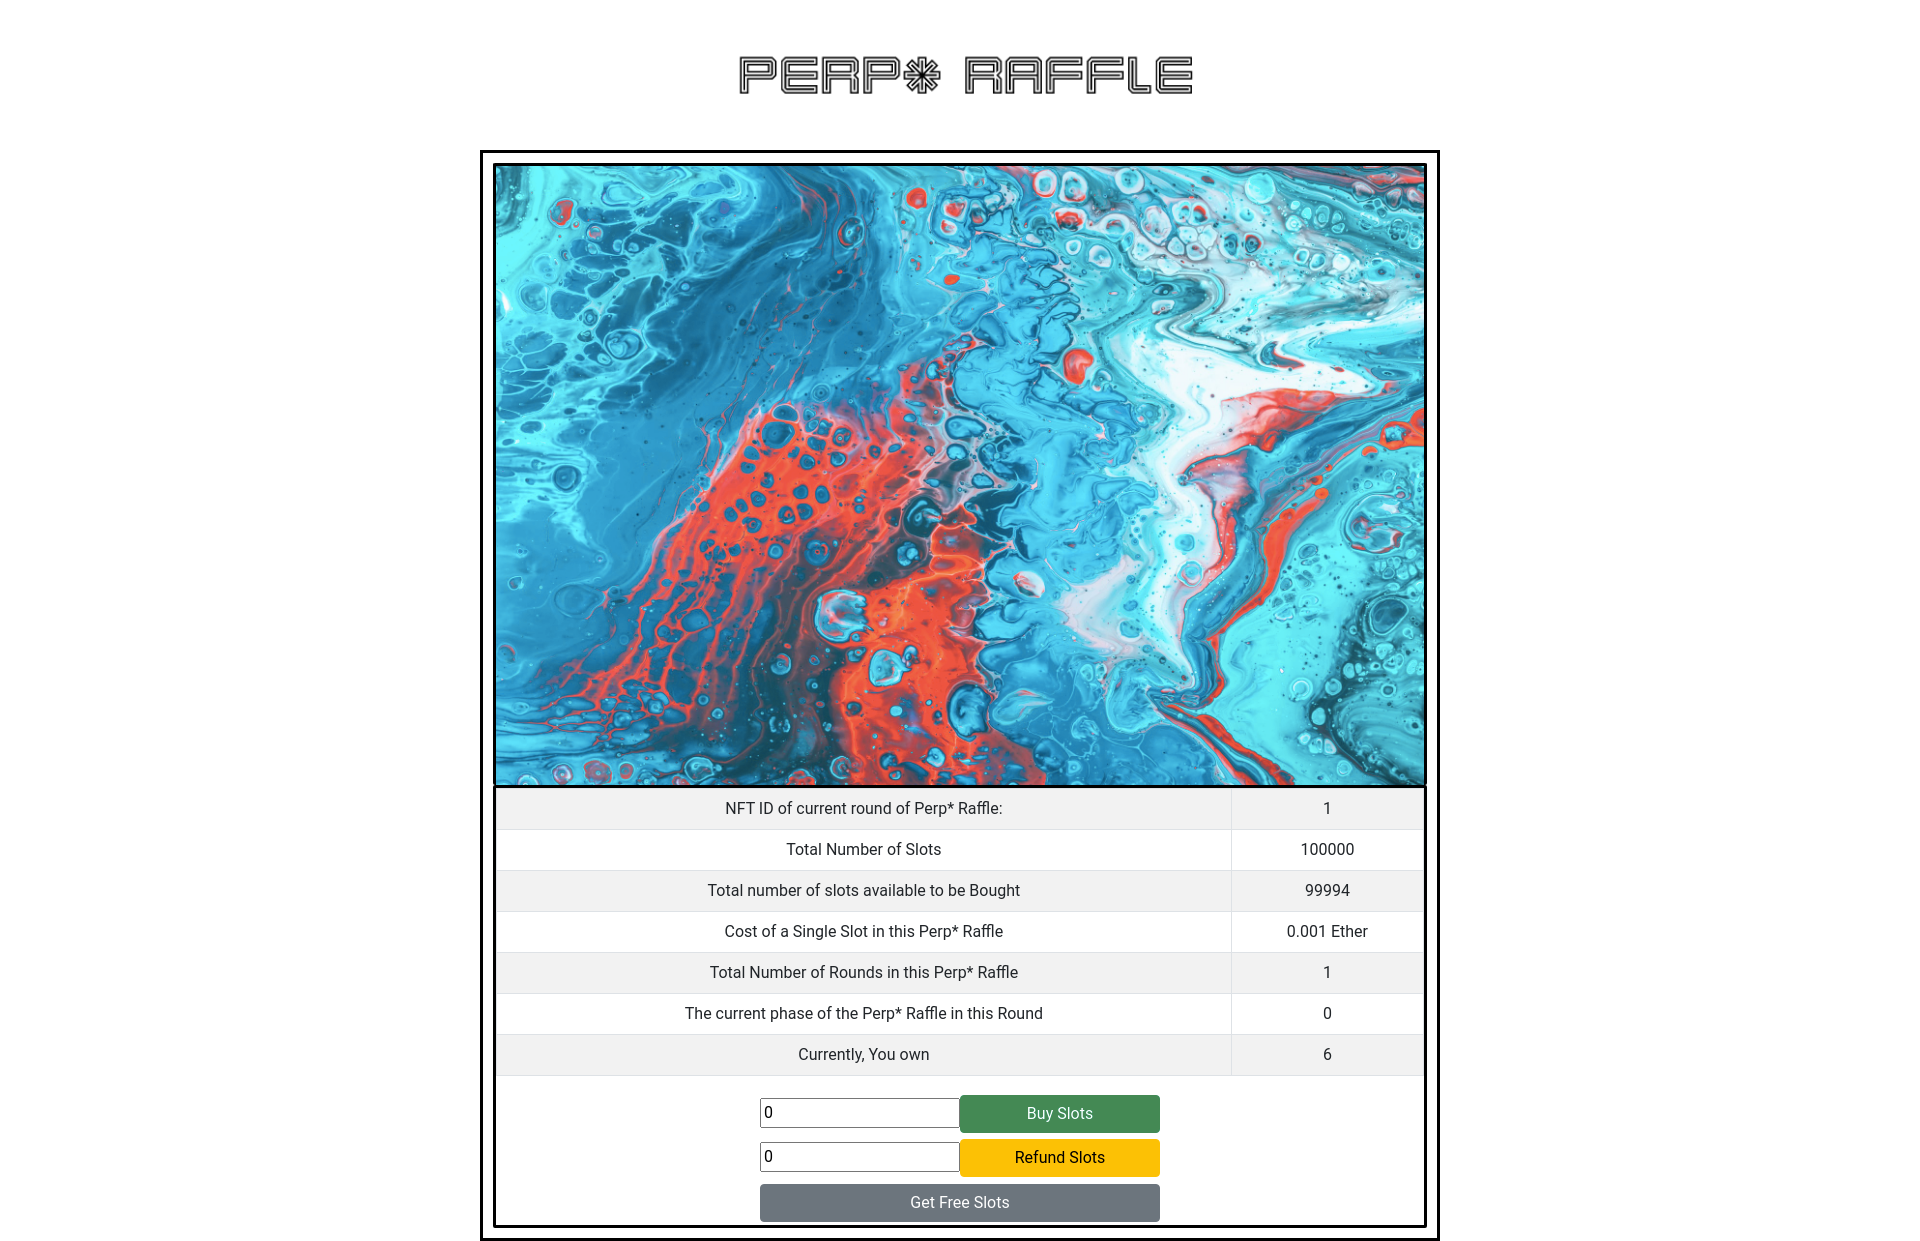 PERP* RAFFLE
NFT ID of current round of Perp* Raffle: 1
Total Number of Slots 100000
Total number of slots available to be Bought 99994
Cost of a Single Slot in this Perp* Raffle 0.001 Ether
Total Number of Rounds in this Perp* Raffle 1
The current phase of the Perp* Raffle in this Round 0
Currently, You own 6
0 Buy Slots
0 Refund Slots
Get Free Slots